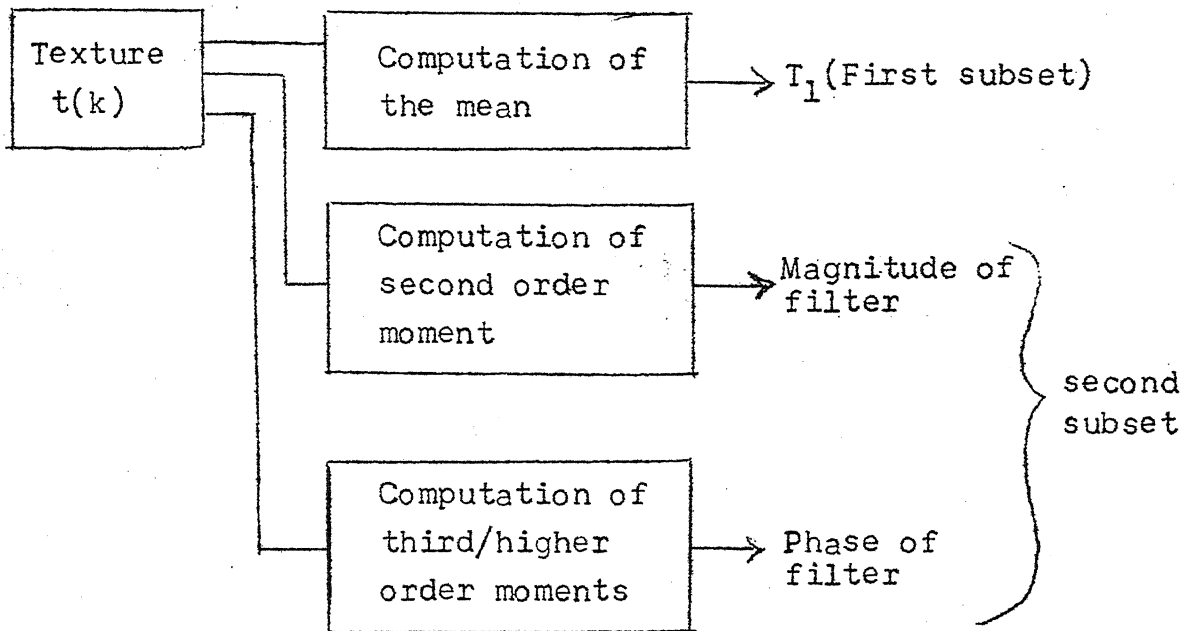 Texture
t(k)
Computation of
the mean
T1(First subset)
Computation of
second order
moment
Magnitude of
filter
second
subset
Computation of
third/higher
order moments
Phase of
filter